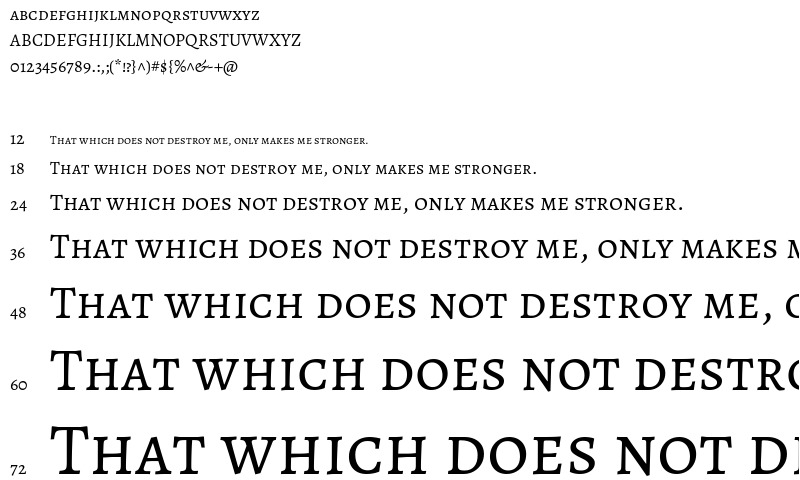 ABCDEFGHIJKLMNOPQRSTUVWXYZ
ABCDEFGHIJKLMNOPQRSTUVWXYZ
0123456789.:,;(*!?}^)#${%^&-+@
12 That which does not destroy me, only makes me stronger.
18 That which does not destroy me, only makes me stronger.
24 That which does not destroy me, only makes me stronger.
36 That which does not destroy me, only makes
48 That which does not destroy me,
60 That which does not
72 That which does not